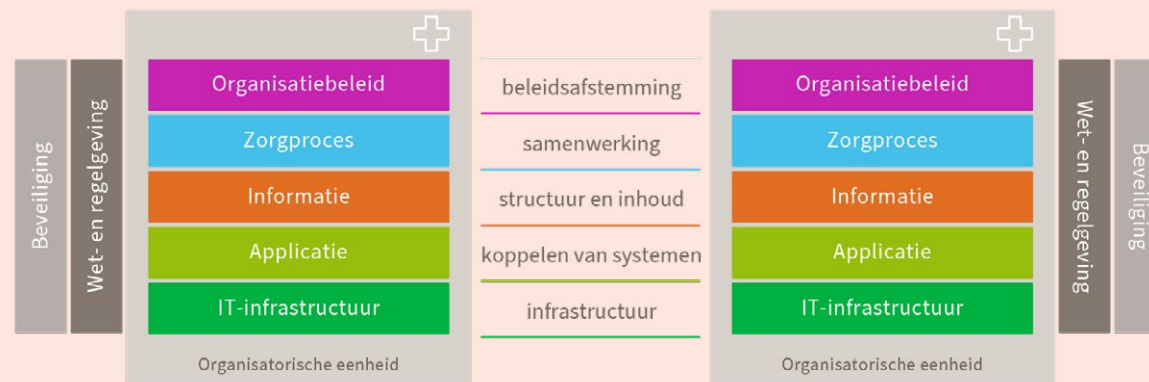 Beveiliging
Wet- en regelgeving
Organisatiebeleid
Zorgproces
Informatie
Applicatie
IT-infrastructuur
Organisatorische eenheid
beleidsafstemming
samenwerking
structuur en inhoud
koppelen van systemen
infrastructuur
Organisatiebeleid
Zorgproces
Informatie
Applicatie
IT-infrastructuur
Organisatorische eenheid
Wet- en regelgeving
Beveiliging